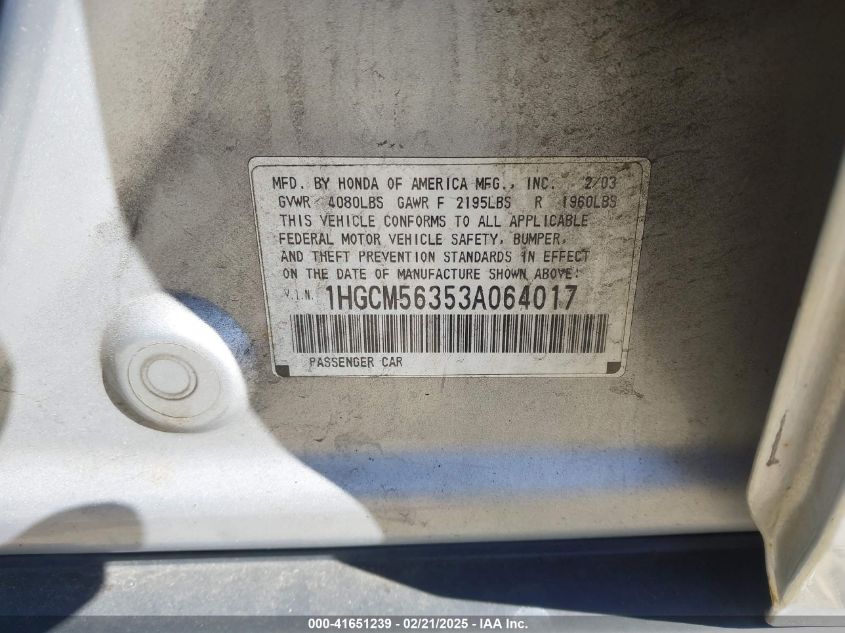 MFD. BY HONDA OF AMERICA MFG., INC. 2/03
GVWR 4080LBS GAWR F 2195LBS R 1960LBS
THIS VEHICLE CONFORMS TO ALL APPLICABLE
FEDERAL MOTOR VEHICLE SAFETY, BUMPER,
AND THEFT PREVENTION STANDARDS IN EFFECT
ON THE DATE OF MANUFACTURE SHOWN ABOVE:
V.I.N. 1HGCM56353A064017
PASSENGER CAR
000-41651239 - 02/21/2025 - IAA Inc.